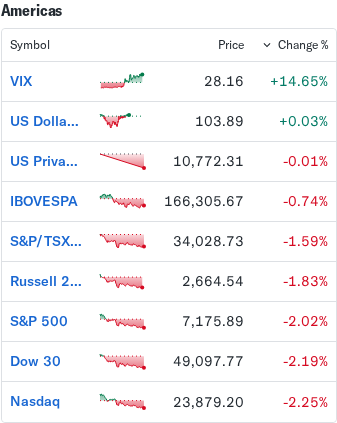 Americas
Symbol Price Change %
VIX 28.16 +14.65%
US Dolla... 103.89 +0.03%
US Priva... 10,772.31 -0.01%
IBOVESPA 166,305.67 -0.74%
S&P/TSX... 34,028.73 -1.59%
Russell 2... 2,664.54 -1.83%
S&P 500 7,175.89 -2.02%
Dow 30 49,097.77 -2.19%
Nasdaq 23,879.20 -2.25%